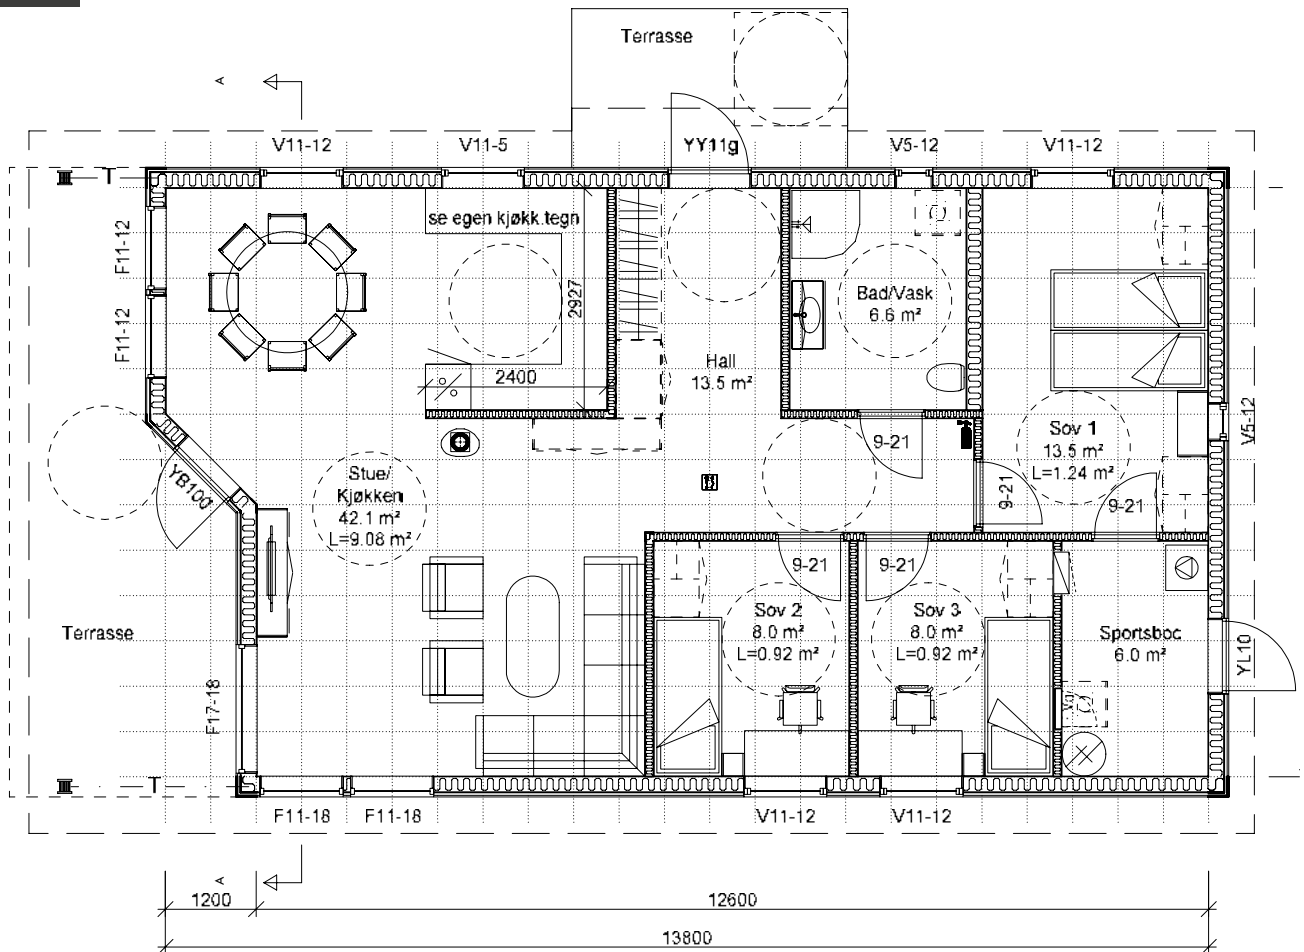 Terrasse
A
V11-12
V11-5
YY11g
V5-12
V11-12
T
se egen kjøkk.tegn
F11-12
2927
Bad/Vask
6.6 m²
F11-12
Hall
13.5 m²
2400
9-21
Sov 1
13.5 m²
L=1.24 m²
V5-12
YB100
Stue/
Kjøkken
42.1 m²
L=9.08 m²
9-21
9-21
9-21
9-21
Terrasse
Sov 2
8.0 m²
L=0.92 m²
Sov 3
8.0 m²
L=0.92 m²
Sportsboc
6.0 m²
YL10
F17-18
T
F11-18
F11-18
V11-12
V11-12
A
1200
12600
13800